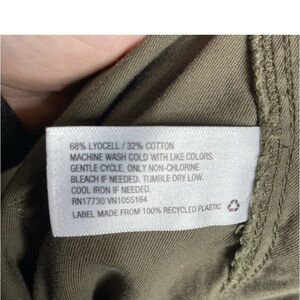 68% LYOCELL / 32% COTTON
MACHINE WASH COLD WITH LIKE COLORS.
GENTLE CYCLE. ONLY NON-CHLORINE
BLEACH IF NEEDED. TUMBLE DRY LOW.
COOL IRON IF NEEDED.
RN17730 VN1055164
LABEL MADE FROM 100% RECYCLED PLASTIC